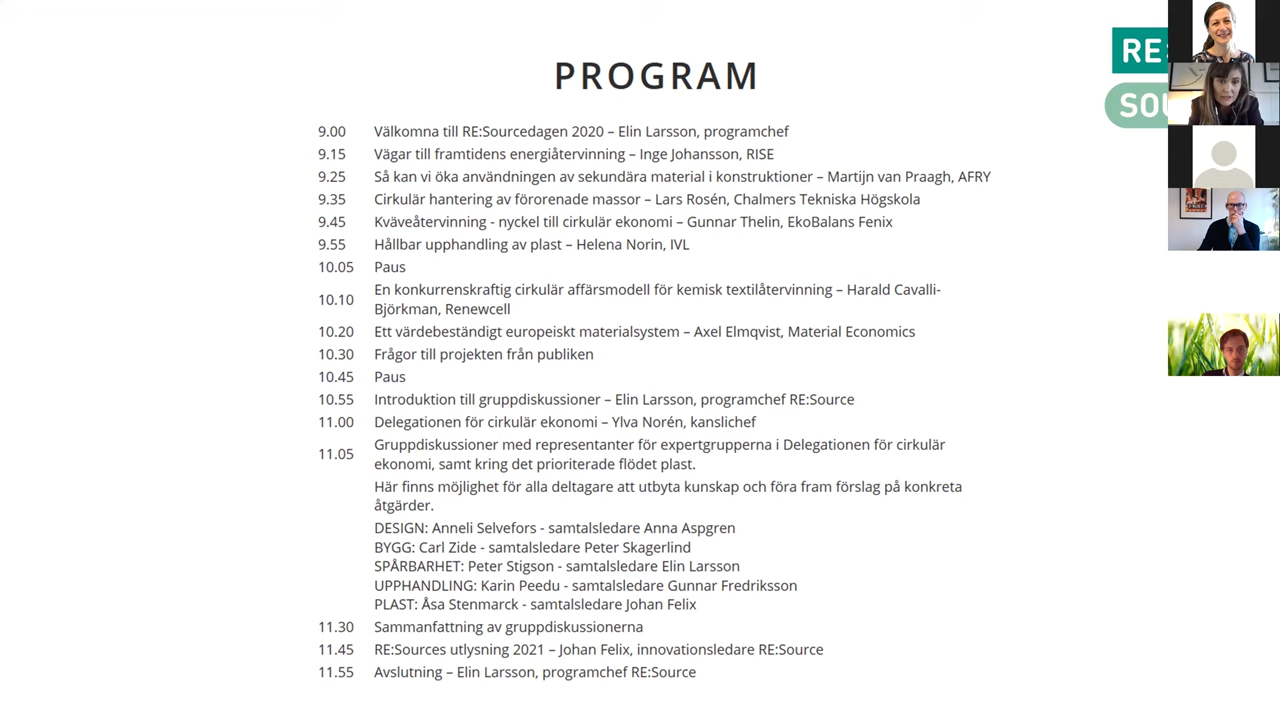 PROGRAM
RE:
SOU
9.00 Välkomna till RE:Sourcedagen 2020 – Elin Larsson, programchef
9.15 Vägar till framtidens energiåtervinning – Inge Johansson, RISE
9.25 Så kan vi öka användningen av sekundära material i konstruktioner – Martijn van Praagh, AFRY
9.35 Cirkulär hantering av förorenade massor – Lars Rosén, Chalmers Tekniska Högskola
9.45 Kväveåtervinning - nyckel till cirkulär ekonomi – Gunnar Thelin, EkoBalans Fenix
9.55 Hållbar upphandling av plast – Helena Norin, IVL
10.05 Paus
10.10 En konkurrenskraftig cirkulär affärsmodell för kemisk textilåtervinning – Harald Cavalli-
Björkman, Renewcell
10.20 Ett värdebeständigt europeiskt materialsystem – Axel Elmqvist, Material Economics
10.30 Frågor till projekten från publiken
10.45 Paus
10.55 Introduktion till gruppdiskussioner – Elin Larsson, programchef RE:Source
11.00 Delegationen för cirkulär ekonomi – Ylva Norén, kanslichef
11.05 Gruppdiskussioner med representanter för expertgrupperna i Delegationen för cirkulär
ekonomi, samt kring det prioriterade flödet plast.
Här finns möjlighet för alla deltagare att utbyta kunskap och föra fram förslag på konkreta
åtgärder.
DESIGN: Anneli Selvefors - samtalsledare Anna Aspgren
BYGG: Carl Zide - samtalsledare Peter Skagerlind
SPÅRBARHET: Peter Stigson - samtalsledare Elin Larsson
UPPHANDLING: Karin Peedu - samtalsledare Gunnar Fredriksson
PLAST: Åsa Stenmarck - samtalsledare Johan Felix
11.30 Sammanfattning av gruppdiskussionerna
11.45 RE:Sources utlysning 2021 – Johan Felix, innovationsledare RE:Source
11.55 Avslutning – Elin Larsson, programchef RE:Source